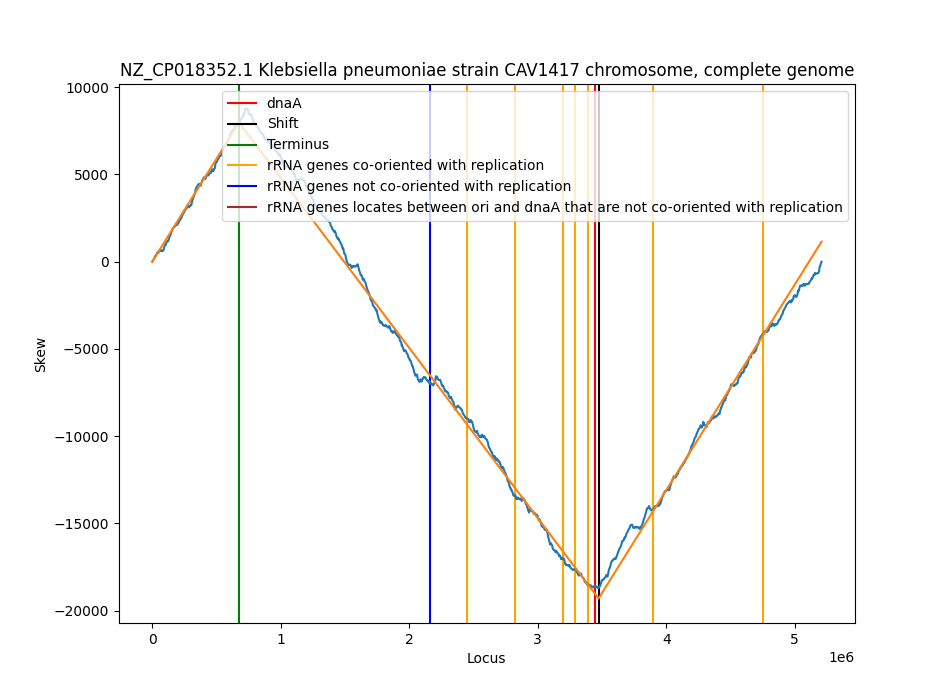 NZ_CP018352.1 Klebsiella pneumoniae strain CAV1417 chromosome, complete genome
10000
5000
0
−5000
−10000
−15000
−20000
Skew
dnaA
Shift
Terminus
rRNA genes co-oriented with replication
rRNA genes not co-oriented with replication
rRNA genes locates between ori and dnaA that are not co-oriented with replication
0 1 2 3 4 5
1e6
Locus